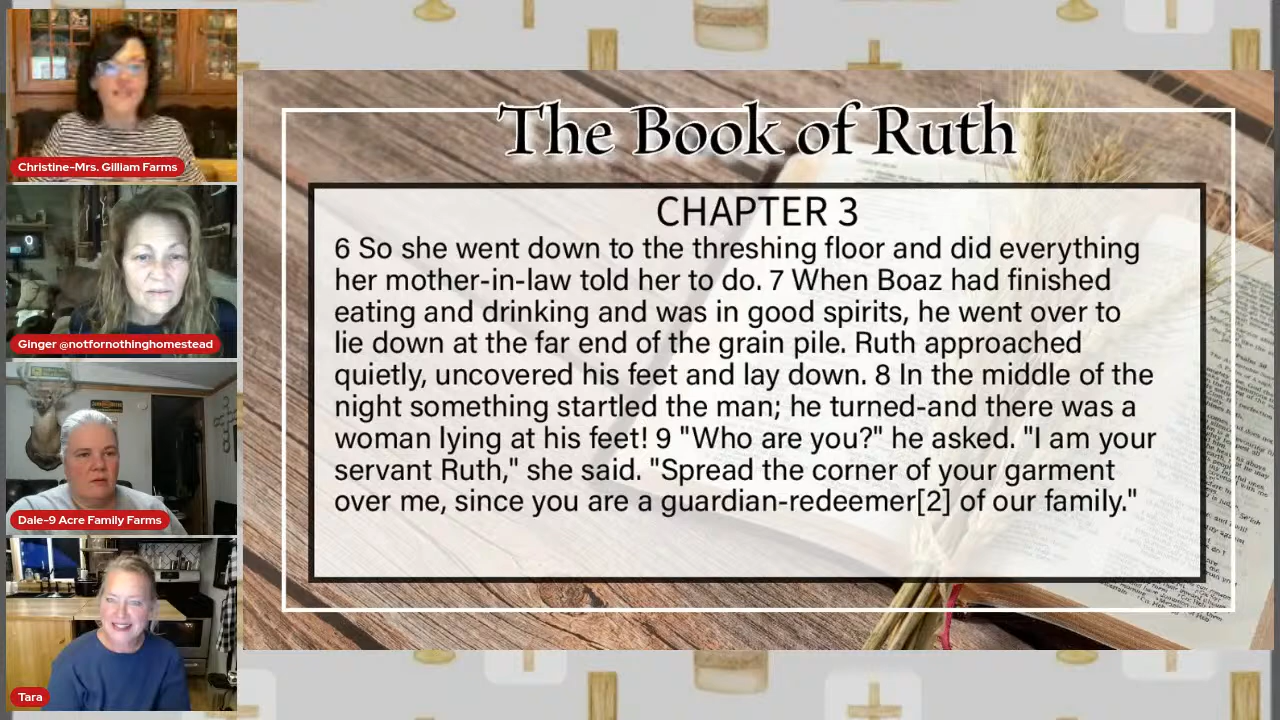 The Book of Ruth
CHAPTER 3
6 So she went down to the threshing floor and did everything
her mother-in-law told her to do. 7 When Boaz had finished
eating and drinking and was in good spirits, he went over to
lie down at the far end of the grain pile. Ruth approached
quietly, uncovered his feet and lay down. 8 In the middle of the
night something startled the man; he turned-and there was a
woman lying at his feet! 9 "Who are you?" he asked. "I am your
servant Ruth," she said. "Spread the corner of your garment
over me, since you are a guardian-redeemer[2] of our family."
Christine-Mrs. Gilliam Farms
Ginger @notfornothinghomestead
Dale-9 Acre Family Farms
Tara